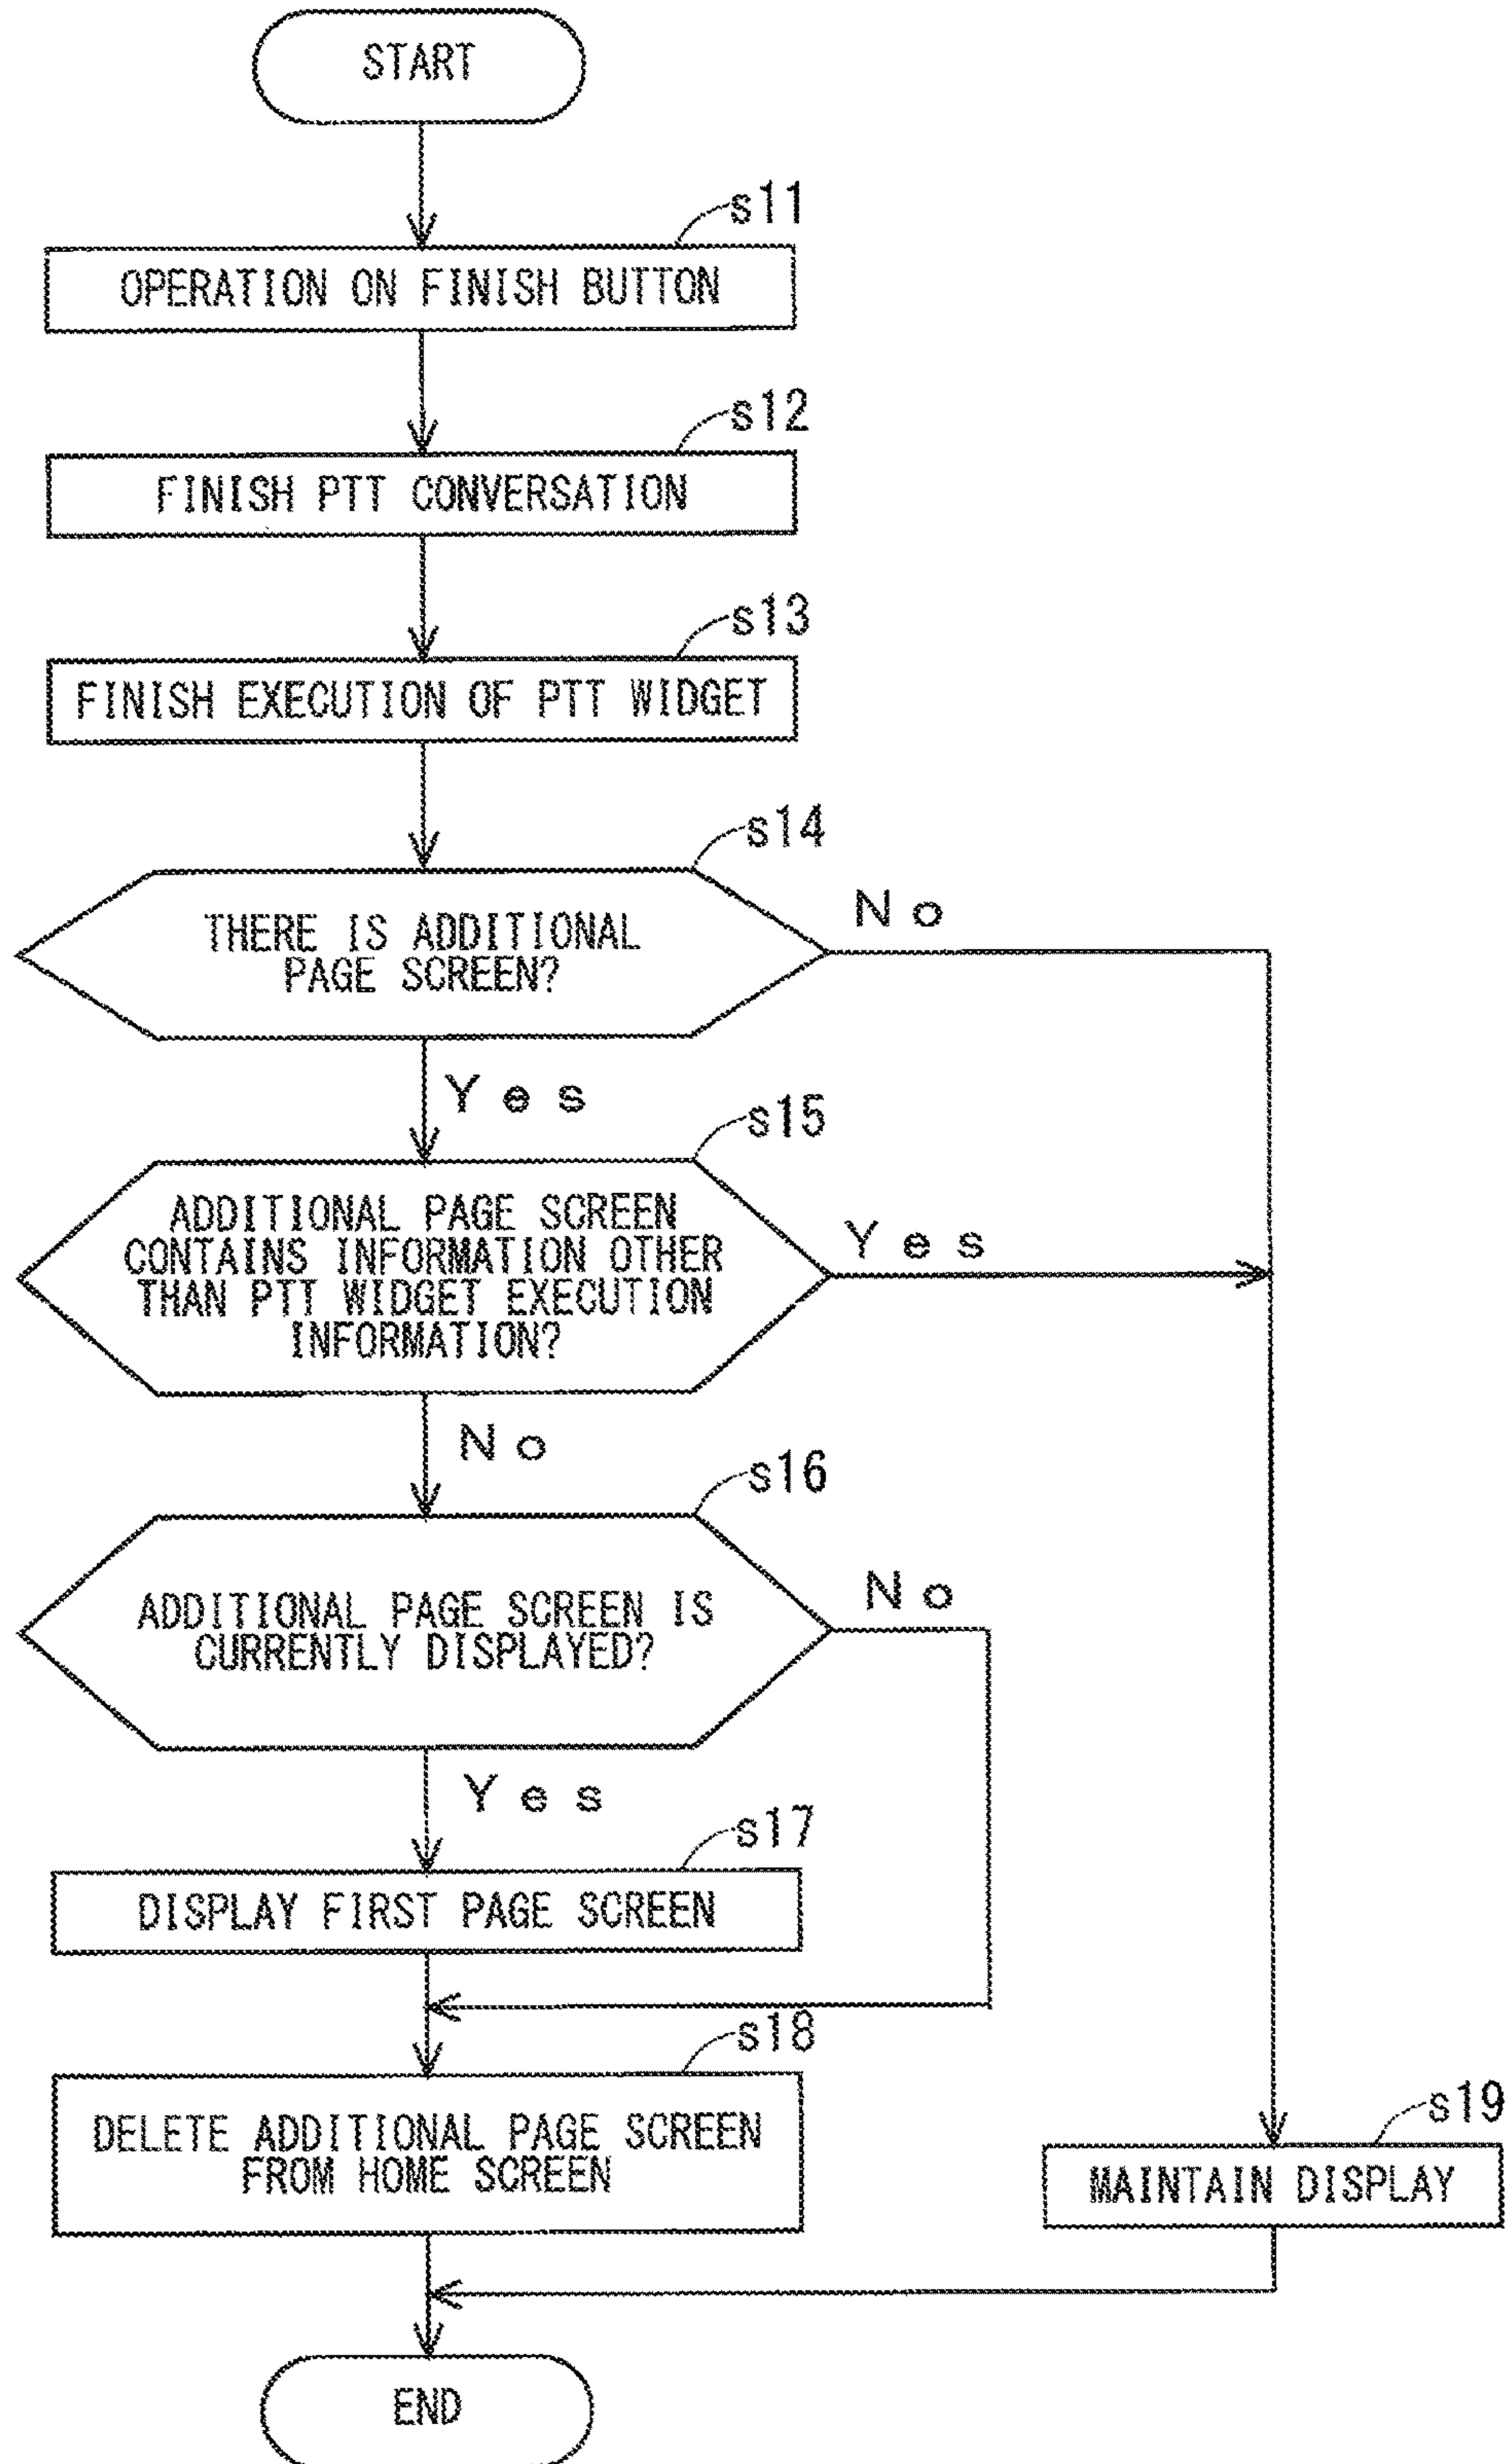 START
s11
OPERATION ON FINISH BUTTON
s12
FINISH PTT CONVERSATION
s13
FINISH EXECUTION OF PTT WIDGET
s14
THERE IS ADDITIONAL
PAGE SCREEN?
No
Yes
s15
ADDITIONAL PAGE SCREEN
CONTAINS INFORMATION OTHER
THAN PTT WIDGET EXECUTION
INFORMATION?
Yes
No
s16
ADDITIONAL PAGE SCREEN IS
CURRENTLY DISPLAYED?
No
Yes
s17
DISPLAY FIRST PAGE SCREEN
s18
DELETE ADDITIONAL PAGE SCREEN
FROM HOME SCREEN
s19
MAINTAIN DISPLAY
END